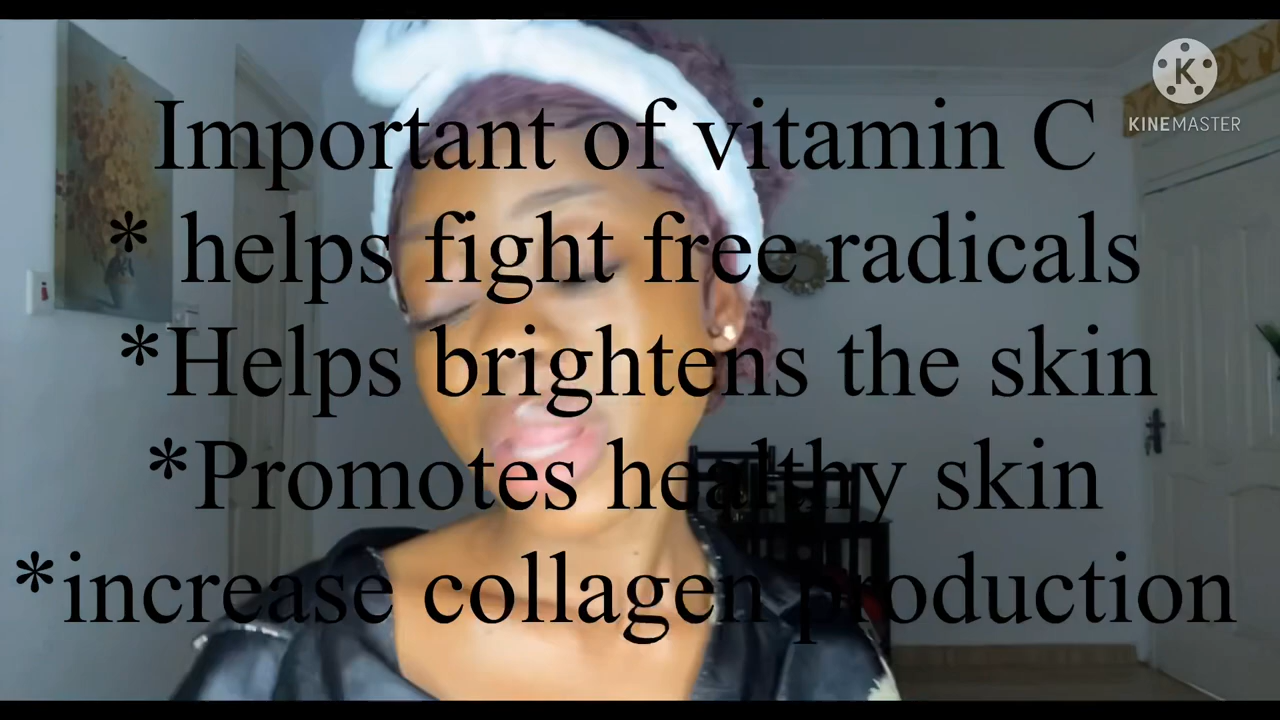 K
KINEMASTER
Important of vitamin C
* helps fight free radicals
*Helps brightens the skin
*Promotes healthy skin
*increase collagen production